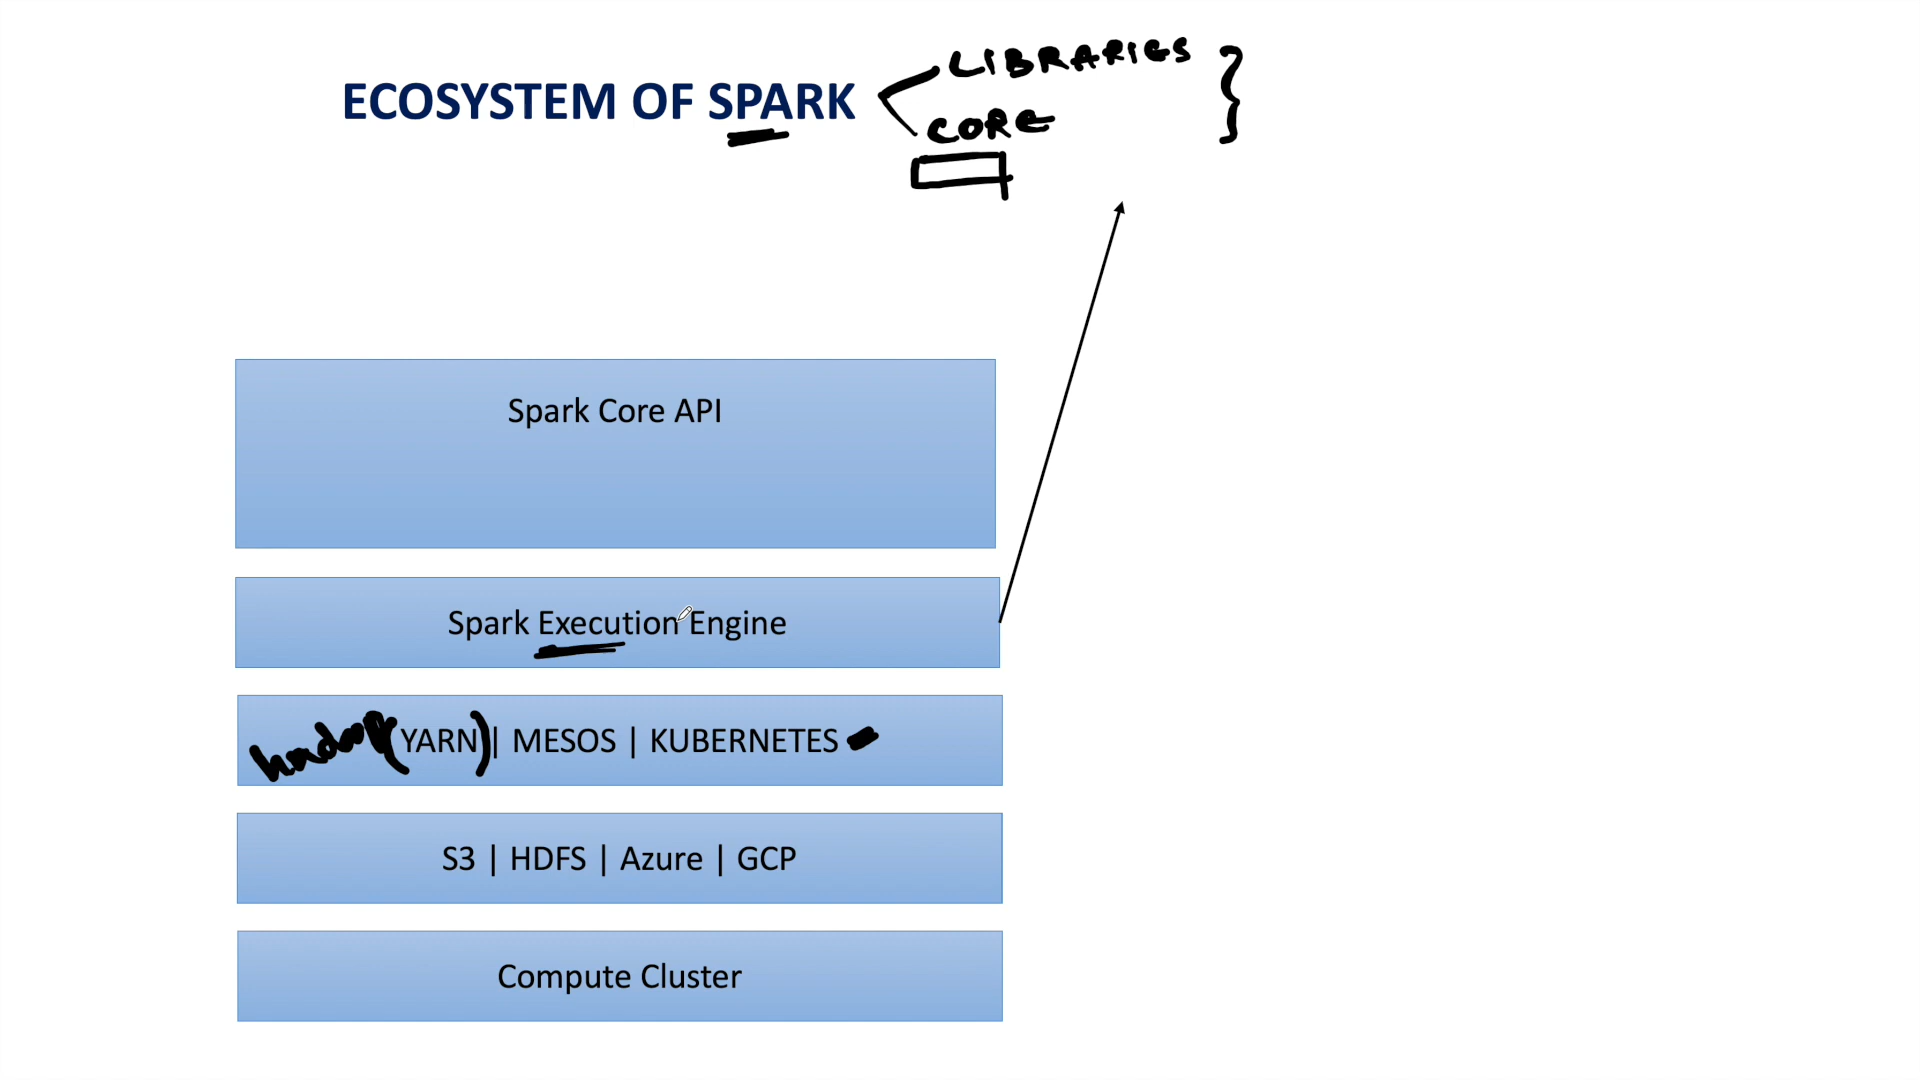 LIBRARIES
ECOSYSTEM OF SPARK
CORE
Spark Core API
Spark Execution Engine
hadoop (YARN) | MESOS | KUBERNETES
S3 | HDFS | Azure | GCP
Compute Cluster